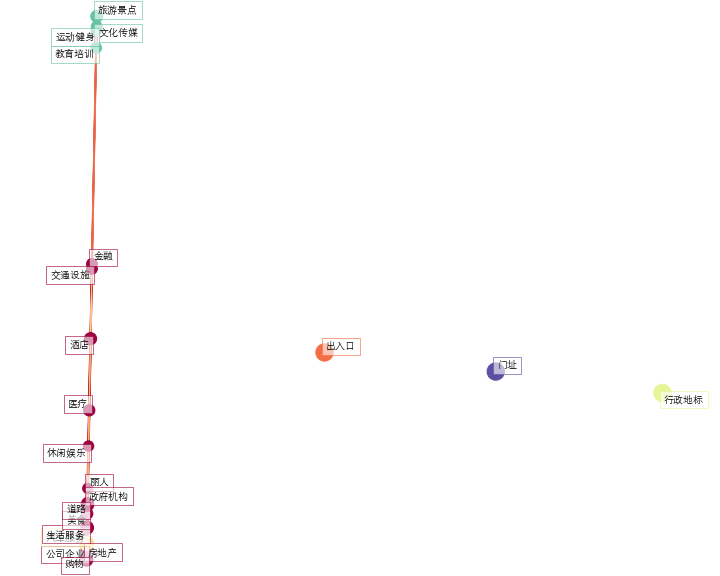 旅游景点
文化传媒
运动健身
教育培训
金融
交通设施
酒店
出入口
门址
行政地标
医疗
休闲娱乐
丽人
政府机构
道路
美食
生活服务
房地产
公司企业
购物